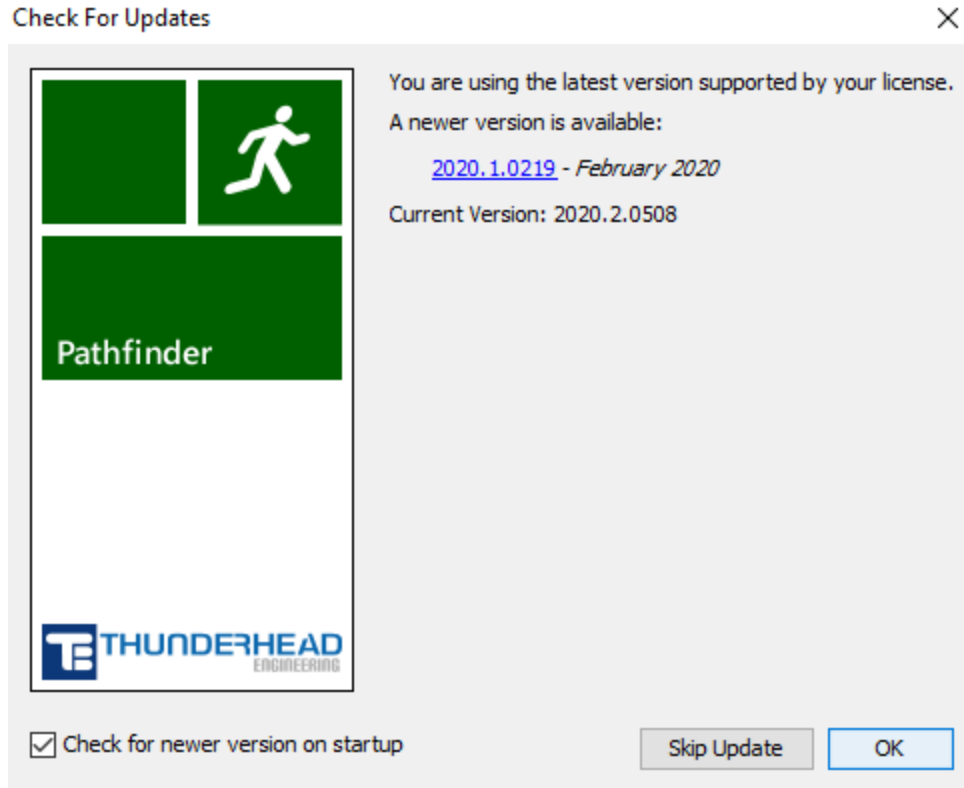 Check For Updates
You are using the latest version supported by your license.
A newer version is available:
2020.1.0219 - February 2020
Current Version: 2020.2.0508
Pathfinder
THUNDERHEAD
ENGINEERING
Check for newer version on startup
Skip Update
OK